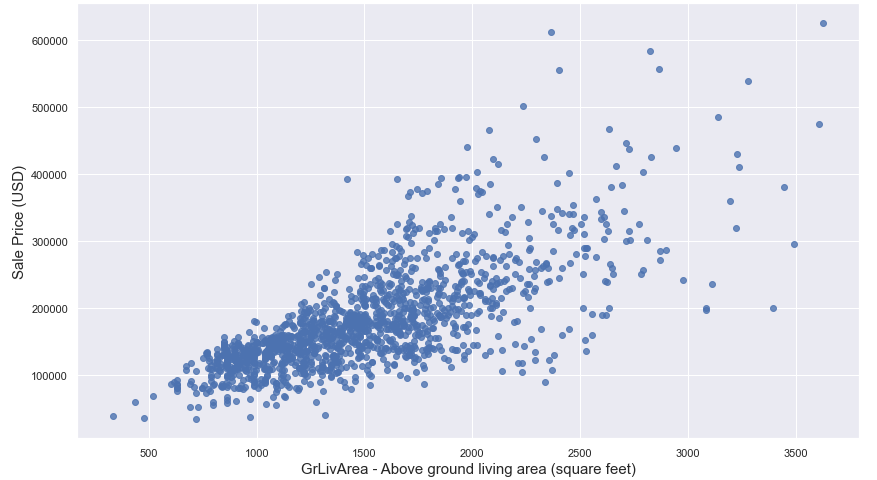 600000
500000
400000
300000
200000
100000
Sale Price (USD)
500 1000 1500 2000 2500 3000 3500
GrLivArea - Above ground living area (square feet)